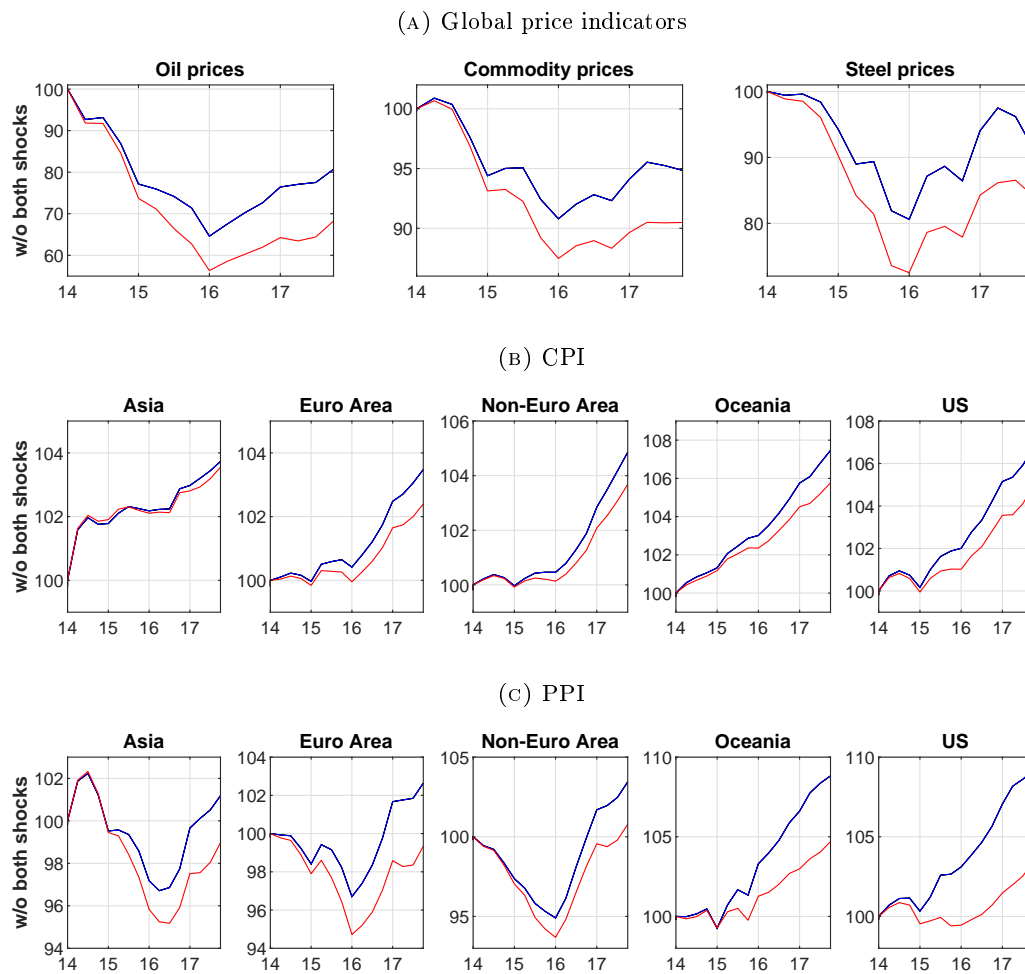 (A) Global price indicators
Oil prices Commodity prices Steel prices
w/o both shocks
100
90
80
70
60
14 15 16 17
100
95
90
14 15 16 17
100
90
80
14 15 16 17
(B) CPI
Asia Euro Area Non-Euro Area Oceania US
w/o both shocks
104
102
100
14 15 16 17
104
102
100
14 15 16 17
106
104
102
100
14 15 16 17
108
106
104
102
100
14 15 16 17
108
106
104
102
100
14 15 16 17
(C) PPI
Asia Euro Area Non-Euro Area Oceania US
w/o both shocks
102
100
98
96
94
14 15 16 17
104
102
100
98
96
94
14 15 16 17
105
100
95
14 15 16 17
110
105
100
14 15 16 17
110
105
100
14 15 16 17